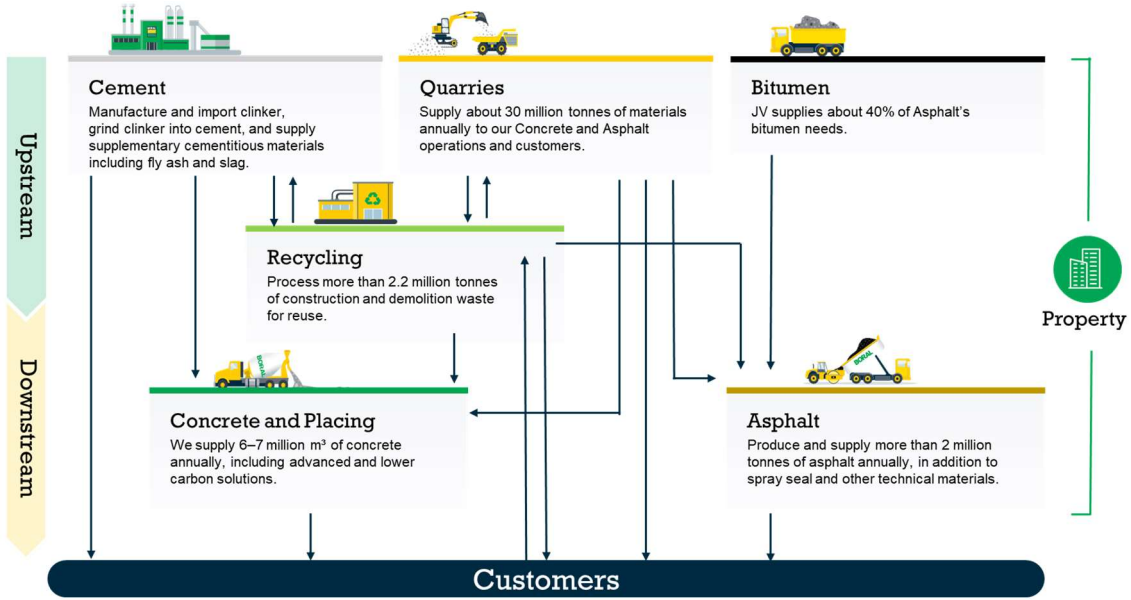 Upstream
Downstream
Cement
Manufacture and import clinker,
grind clinker into cement, and supply
supplementary cementitious materials
including fly ash and slag.
Quarries
Supply about 30 million tonnes of materials
annually to our Concrete and Asphalt
operations and customers.
Bitumen
JV supplies about 40% of Asphalt's
bitumen needs.
Recycling
Process more than 2.2 million tonnes
of construction and demolition waste
for reuse.
Property
BORAL
BORAL
Concrete and Placing
We supply 6–7 million m³ of concrete
annually, including advanced and lower
carbon solutions.
Asphalt
Produce and supply more than 2 million
tonnes of asphalt annually, in addition to
spray seal and other technical materials.
Customers